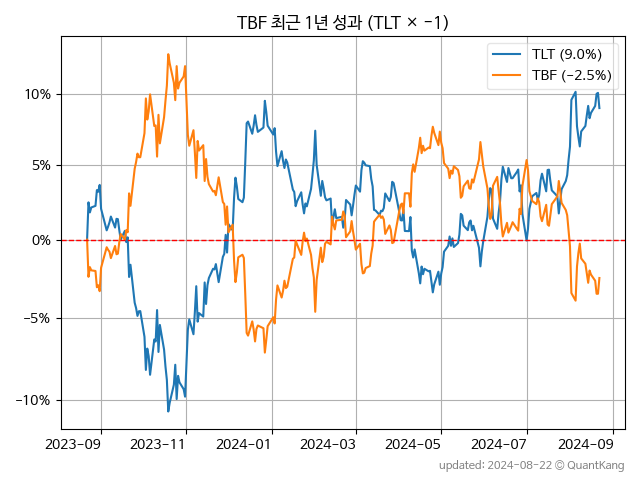 TBF 최근 1년 성과 (TLT × −1)
TLT (9.0%)
TBF (−2.5%)
10%
5%
0%
−5%
−10%
2023−09 2023−11 2024−01 2024−03 2024−05 2024−07 2024−09
updated: 2024-08-22 © QuantKang